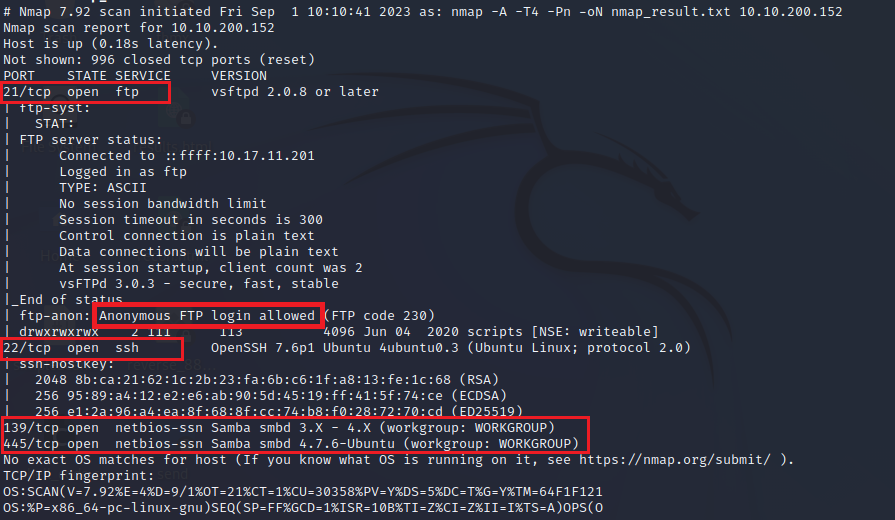 # Nmap 7.92 scan initiated Fri Sep  1 10:10:41 2023 as: nmap -A -T4 -Pn -oN nmap_result.txt 10.10.200.152
Nmap scan report for 10.10.200.152
Host is up (0.18s latency).
Not shown: 996 closed tcp ports (reset)
PORT    STATE SERVICE     VERSION
21/tcp  open  ftp         vsftpd 2.0.8 or later
| ftp-syst:
|   STAT:
| FTP server status:
|      Connected to ::ffff:10.17.11.201
|      Logged in as ftp
|      TYPE: ASCII
|      No session bandwidth limit
|      Session timeout in seconds is 300
|      Control connection is plain text
|      Data connections will be plain text
|      At session startup, client count was 2
|      vsFTPd 3.0.3 - secure, fast, stable
|_End of status
| ftp-anon: Anonymous FTP login allowed (FTP code 230)
| drwxrwxrwx    2 111      113          4096 Jun 04  2020 scripts [NSE: writeable]
22/tcp  open  ssh         OpenSSH 7.6p1 Ubuntu 4ubuntu0.3 (Ubuntu Linux; protocol 2.0)
| ssh-hostkey:
|   2048 8b:ca:21:62:1c:2b:23:fa:6b:c6:1f:a8:13:fe:1c:68 (RSA)
|   256 95:89:a4:12:e2:e6:ab:90:5d:45:19:ff:41:5f:74:ce (ECDSA)
|   256 e1:2a:96:a4:ea:8f:68:8f:cc:74:b8:f0:28:72:70:cd (ED25519)
139/tcp open  netbios-ssn Samba smbd 3.X - 4.X (workgroup: WORKGROUP)
445/tcp open  netbios-ssn Samba smbd 4.7.6-Ubuntu (workgroup: WORKGROUP)
No exact OS matches for host (If you know what OS is running on it, see https://nmap.org/submit/ ).
TCP/IP fingerprint:
OS:SCAN(V=7.92%E=4%D=9/1%OT=21%CT=1%CU=30358%PV=Y%DS=5%DC=T%G=Y%TM=64F1F121
OS:%P=x86_64-pc-linux-gnu)SEQ(SP=FF%GCD=1%ISR=10B%TI=Z%CI=Z%II=I%TS=A)OPS(O